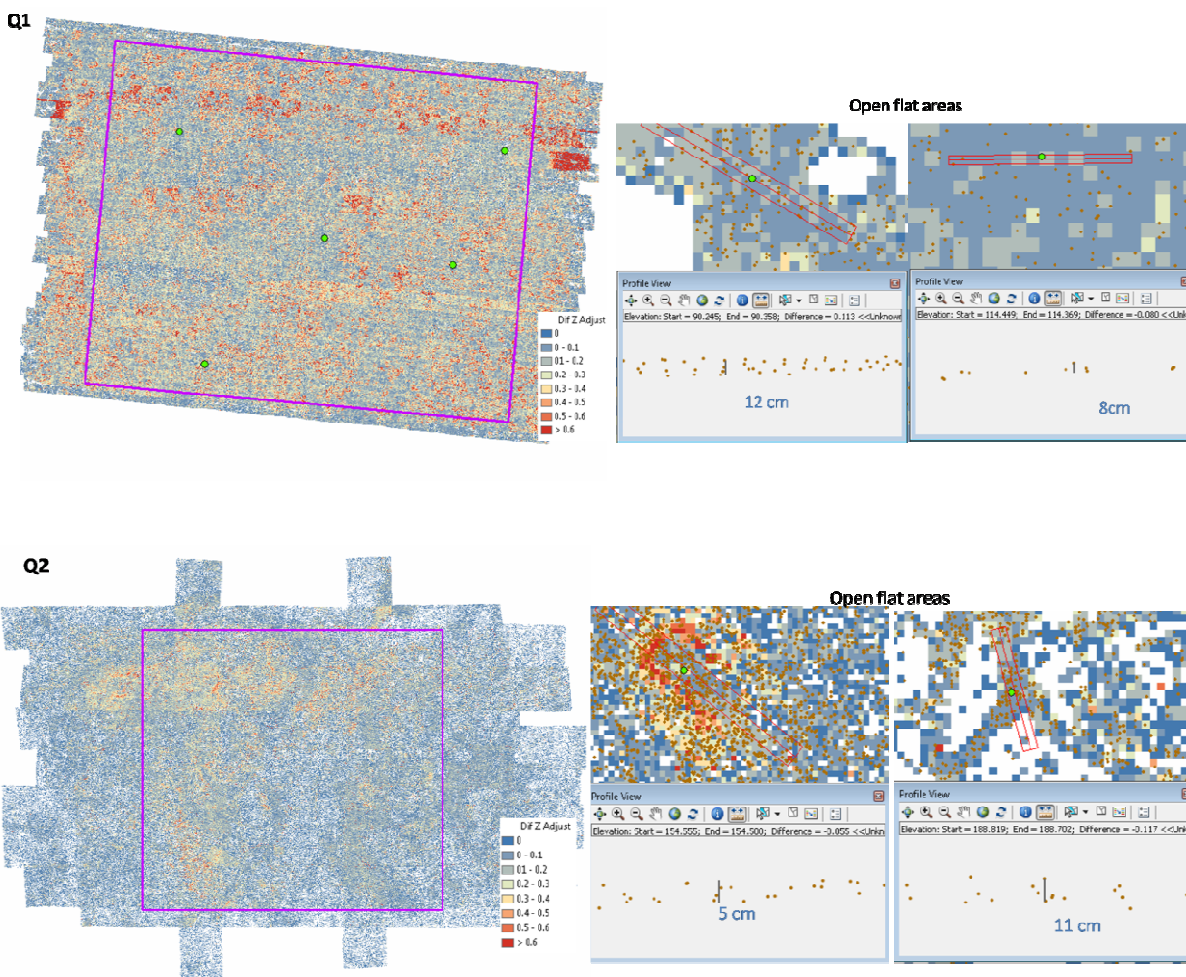 Q1
Open flat areas
Dif Z Adjust
0
0 - 0.1
01 - 0.2
0.2 - 0.3
0.3 - 0.4
0.4 - 0.5
0.5 - 0.6
> 0.6
Profile View
Elevation: Start = 90.245; End = 90.358; Difference = 0.113 <<Unknown
12 cm
Profile View
Elevation: Start = 114.449; End = 114.369; Difference = -0.080 <<Unk
8cm
Q2
Open flat areas
Dif Z Adjust
0
0 - 0.1
01 - 0.2
0.2 - 0.3
0.3 - 0.4
0.4 - 0.5
0.5 - 0.6
> 0.6
Profile View
Elevation: Start = 154.555; End = 154.500; Difference = -0.055 <<Unkn
5 cm
Profile View
Elevation: Start = 188.819; End = 188.702; Difference = -0.117 <<Unk
11 cm